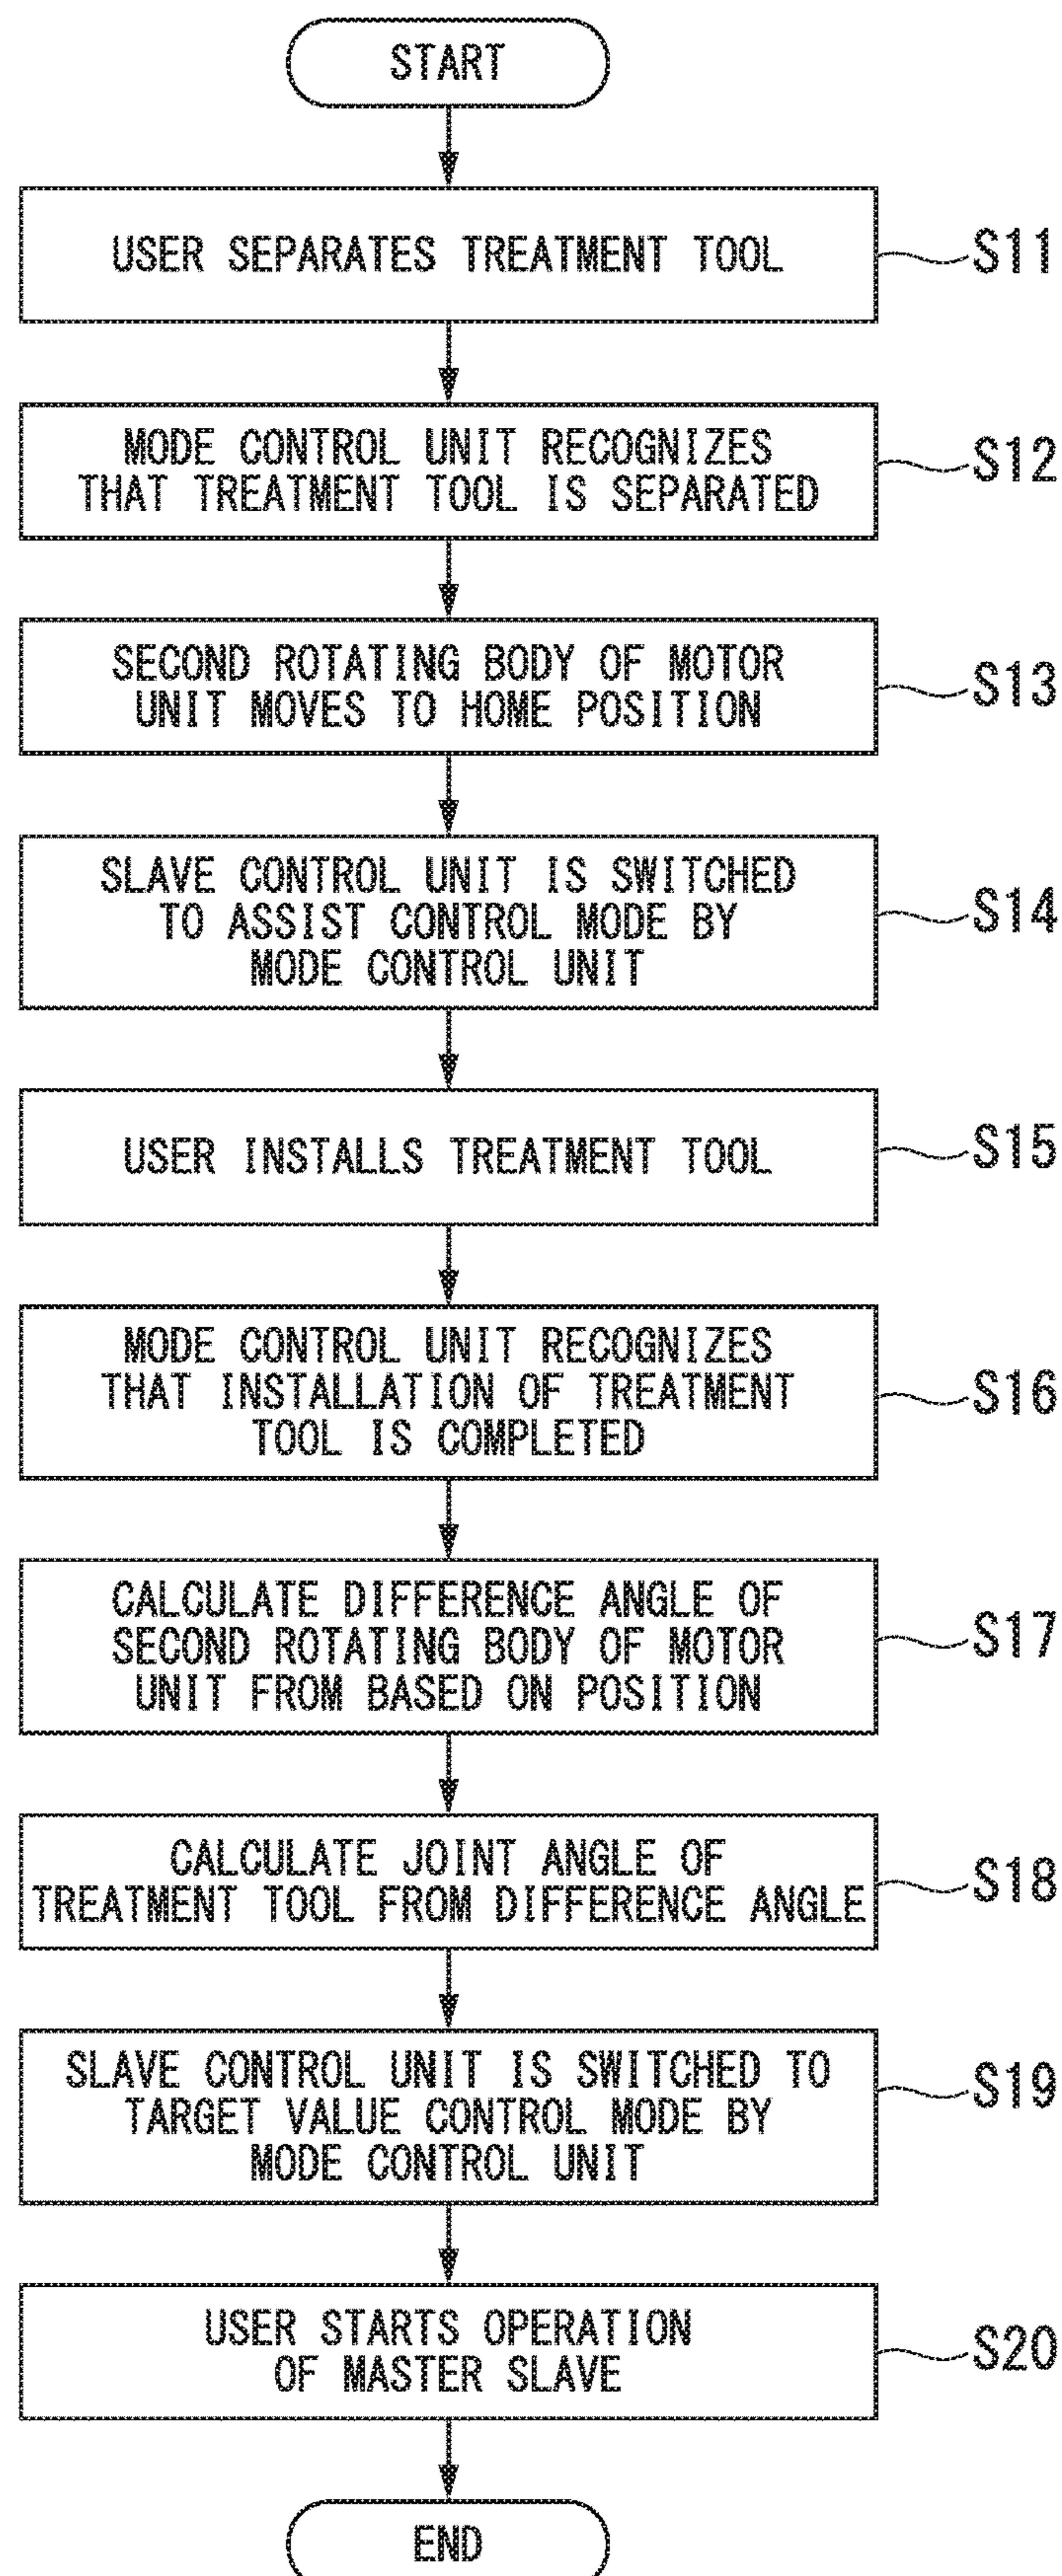 START
USER SEPARATES TREATMENT TOOL
S11
MODE CONTROL UNIT RECOGNIZES
THAT TREATMENT TOOL IS SEPARATED
S12
SECOND ROTATING BODY OF MOTOR
UNIT MOVES TO HOME POSITION
S13
SLAVE CONTROL UNIT IS SWITCHED
TO ASSIST CONTROL MODE BY
MODE CONTROL UNIT
S14
USER INSTALLS TREATMENT TOOL
S15
MODE CONTROL UNIT RECOGNIZES
THAT INSTALLATION OF TREATMENT
TOOL IS COMPLETED
S16
CALCULATE DIFFERENCE ANGLE OF
SECOND ROTATING BODY OF MOTOR
UNIT FROM BASED ON POSITION
S17
CALCULATE JOINT ANGLE OF
TREATMENT TOOL FROM DIFFERENCE ANGLE
S18
SLAVE CONTROL UNIT IS SWITCHED TO
TARGET VALUE CONTROL MODE BY
MODE CONTROL UNIT
S19
USER STARTS OPERATION
OF MASTER SLAVE
S20
END